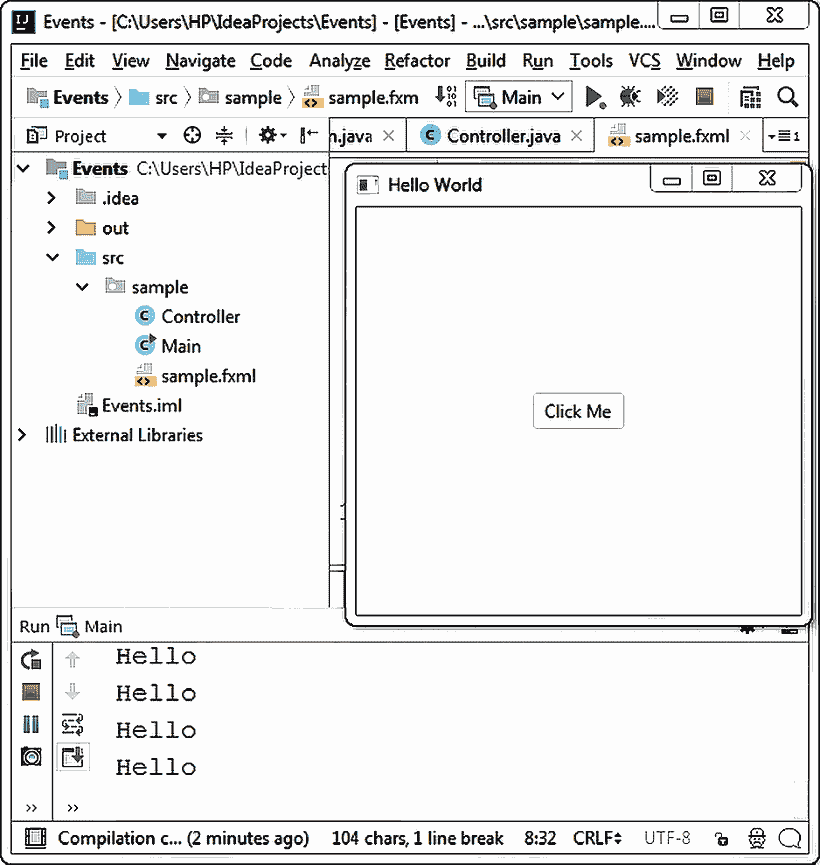 Events - [C:\Users\HP\IdeaProjects\Events] - [Events] - ...\src\sample\sample....
File Edit View Navigate Code Analyze Refactor Build Run Tools VCS Window Help
Events src sample sample.fxm Main
Project n.java Controller.java sample.fxml 1
Events C:\Users\HP\IdeaProject
Hello World
.idea
out
src
sample
Controller
Main
sample.fxml
Click Me
Events.iml
External Libraries
Run Main
Hello
Hello
Hello
Hello
Compilation c... (2 minutes ago) 104 chars, 1 line break 8:32 CRLF UTF-8